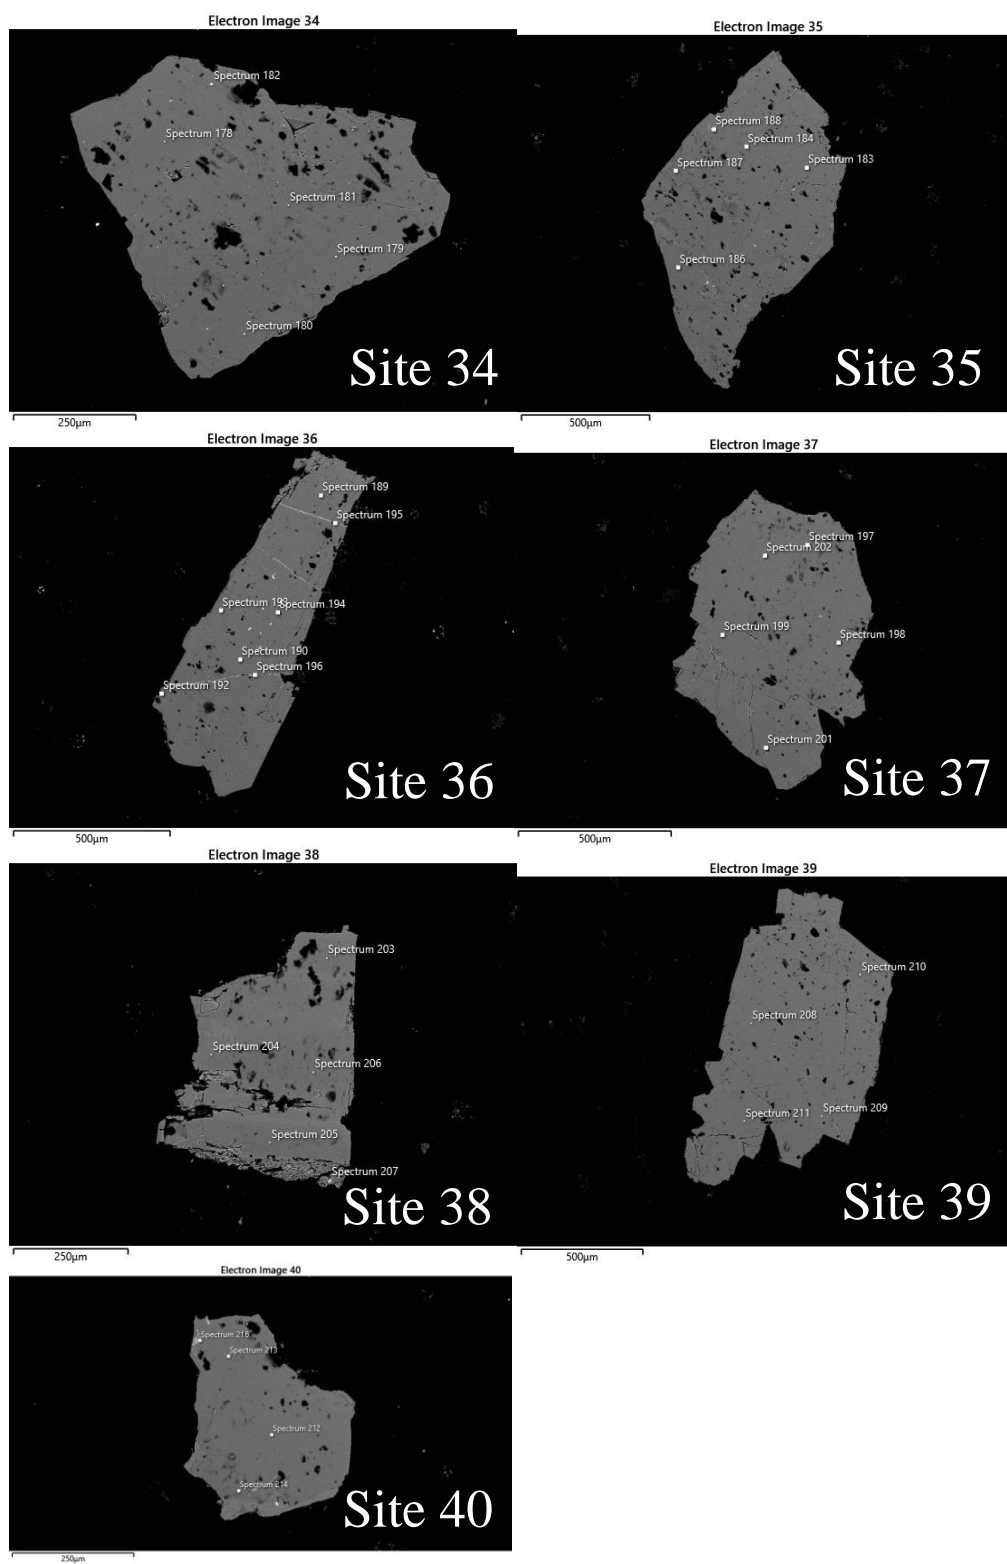 Electron Image 34
Spectrum 182
Spectrum 178
Spectrum 181
Spectrum 179
Spectrum 180
Site 34
250µm
Electron Image 35
Spectrum 188
Spectrum 184
Spectrum 187
Spectrum 183
Spectrum 186
Site 35
500µm
Electron Image 36
Spectrum 189
Spectrum 195
Spectrum 193
Spectrum 194
Spectrum 190
Spectrum 196
Spectrum 192
Site 36
500µm
Electron Image 37
Spectrum 197
Spectrum 202
Spectrum 199
Spectrum 198
Spectrum 201
Site 37
500µm
Electron Image 38
Spectrum 203
Spectrum 204
Spectrum 206
Spectrum 205
Spectrum 207
Site 38
250µm
Electron Image 39
Spectrum 210
Spectrum 208
Spectrum 211
Spectrum 209
Site 39
500µm
Electron Image 40
Spectrum 216
Spectrum 213
Spectrum 212
Spectrum 214
Site 40
250µm